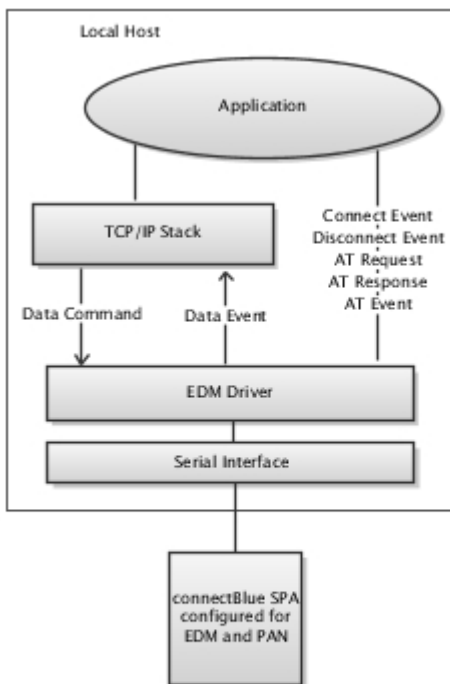 Local Host
Application
TCP/IP Stack
Connect Event
Disconnect Event
AT Request
AT Response
AT Event
Data Command
Data Event
EDM Driver
Serial Interface
connectBlue SPA
configured for
EDM and PAN